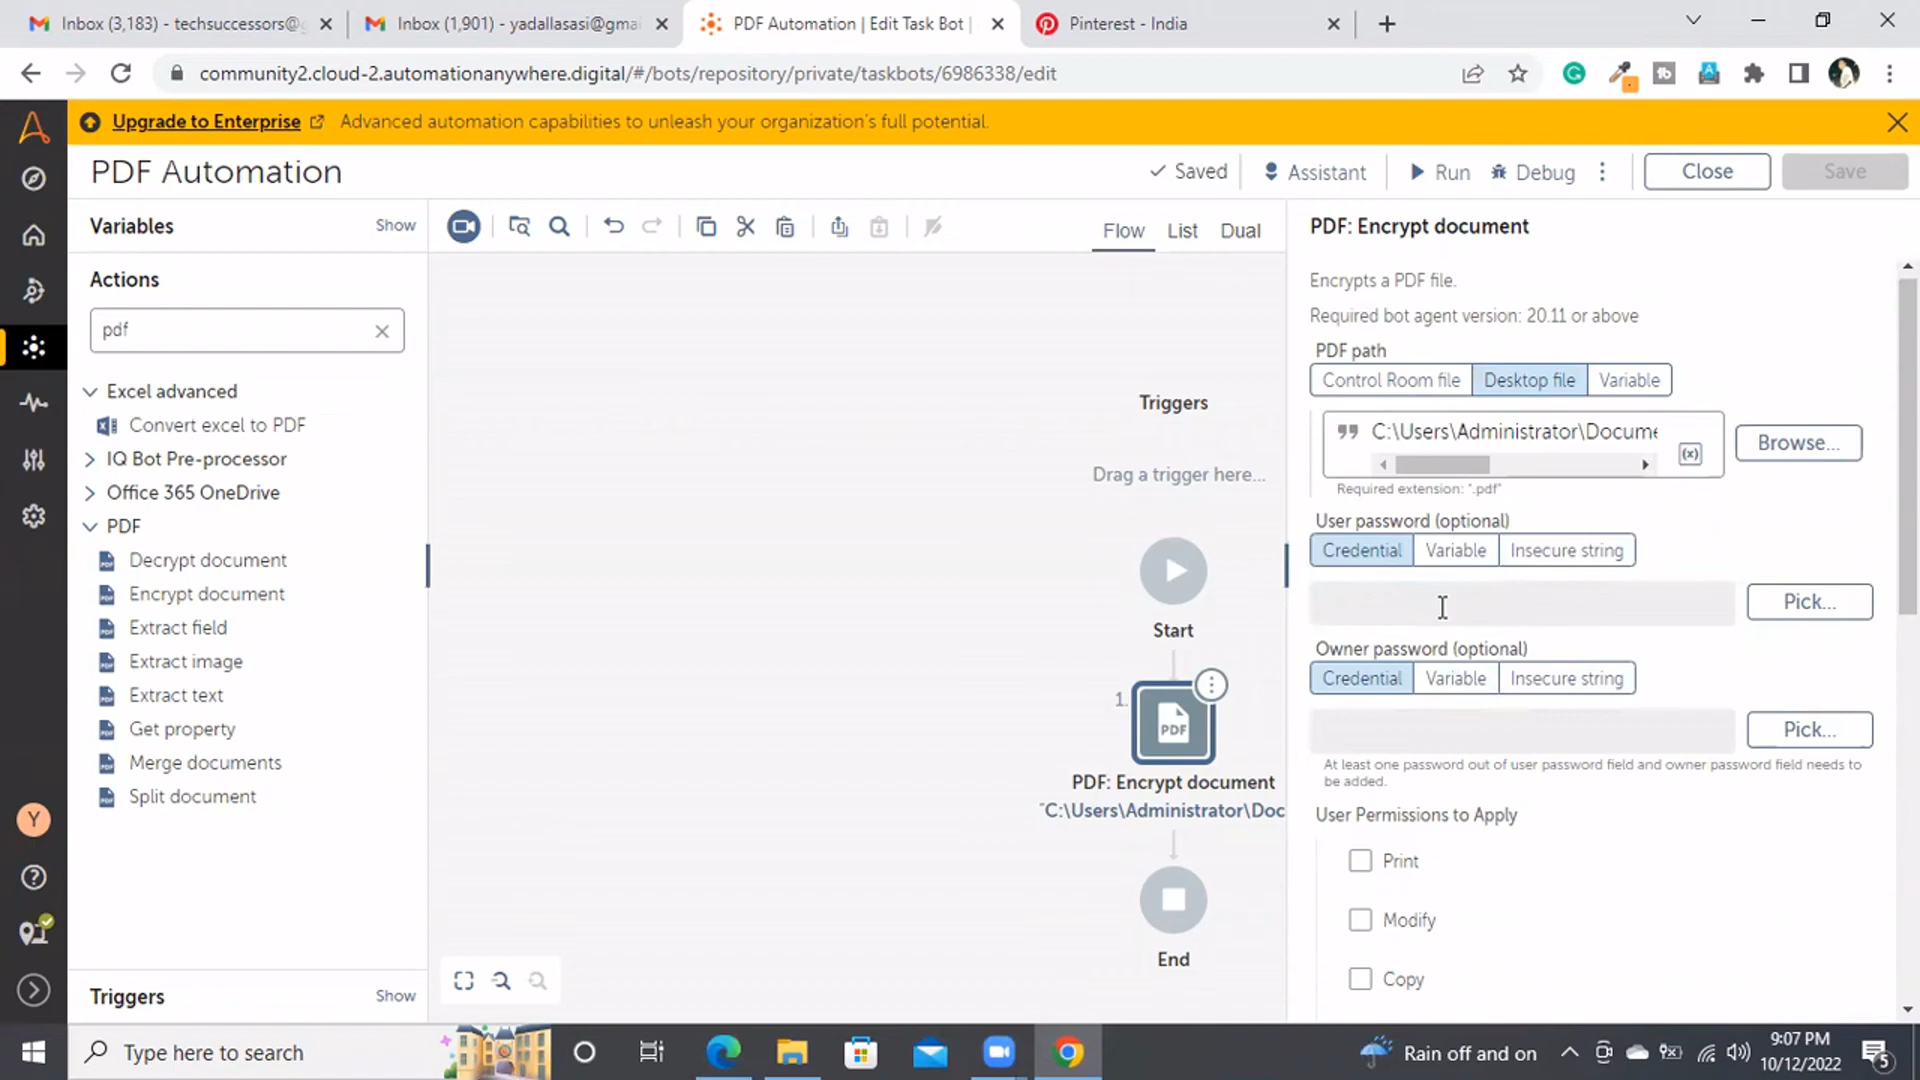 Inbox (3,183) - techsuccessors@g
Inbox (1,901) - yadallasasi@gmai
PDF Automation | Edit Task Bot |
Pinterest - India
community2.cloud-2.automationanywhere.digital/#/bots/repository/private/taskbots/6986338/edit
Upgrade to Enterprise Advanced automation capabilities to unleash your organization's full potential.
PDF Automation
Saved
Assistant
Run
Debug
Close
Save
Variables
Show
Flow
List
Dual
Actions
pdf
Excel advanced
Convert excel to PDF
IQ Bot Pre-processor
Office 365 OneDrive
PDF
Decrypt document
Encrypt document
Extract field
Extract image
Extract text
Get property
Merge documents
Split document
Triggers
Show
Y
Triggers
Drag a trigger here...
Start
1.
PDF
PDF: Encrypt document
"C:\Users\Administrator\Doc
End
PDF: Encrypt document
Encrypts a PDF file.
Required bot agent version: 20.11 or above
PDF path
Control Room file
Desktop file
Variable
C:\Users\Administrator\Docume
(x)
Browse...
Required extension: ".pdf"
User password (optional)
Credential
Variable
Insecure string
Pick...
Owner password (optional)
Credential
Variable
Insecure string
Pick...
At least one password out of user password field and owner password field needs to
be added.
User Permissions to Apply
Print
Modify
Copy
Type here to search
Rain off and on
9:07 PM
10/12/2022
5